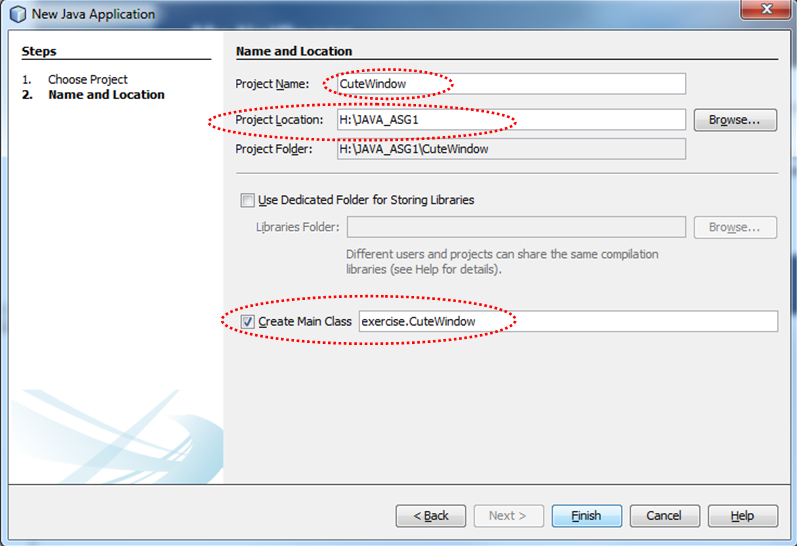 New Java Application
Steps
1. Choose Project
2. Name and Location
Name and Location
Project Name: CuteWindow
Project Location: H:\JAVA_ASG1 Browse...
Project Folder: H:\JAVA_ASG1\CuteWindow
Use Dedicated Folder for Storing Libraries
Libraries Folder: Browse...
Different users and projects can share the same compilation
libraries (see Help for details).
Create Main Class exercise.CuteWindow
< Back Next > Finish Cancel Help